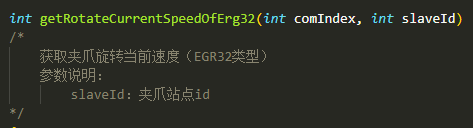 int getRotateCurrentSpeedOfErg32(int comIndex, int slaveId)
/*
获取夹爪旋转当前速度（EGR32类型）
参数说明：
slaveId：夹爪站点id
*/